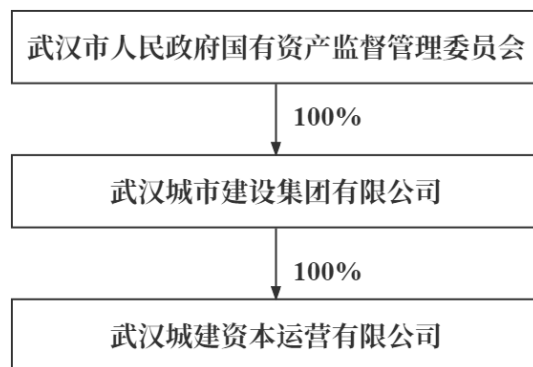 武汉市人民政府国有资产监督管理委员会
100%
武汉城市建设集团有限公司
100%
武汉城建资本运营有限公司